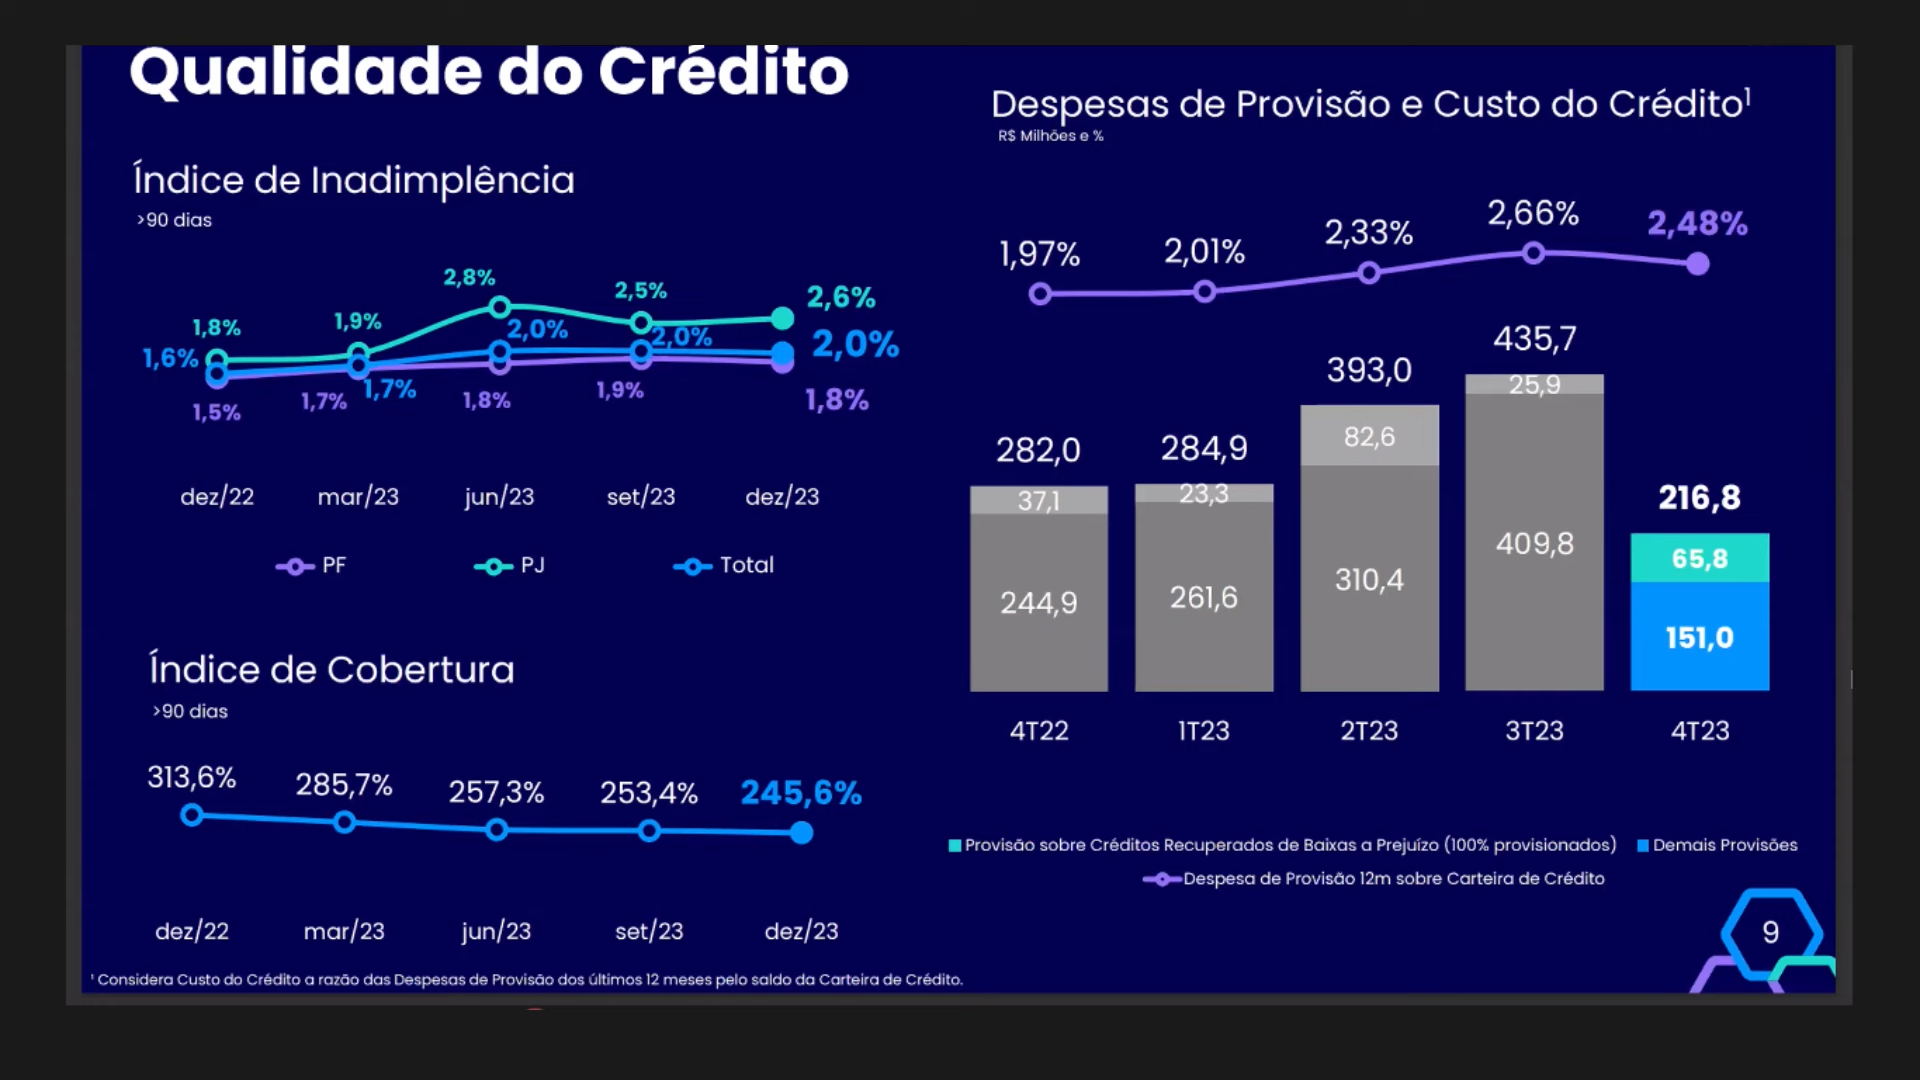 Qualidade do Crédito
Índice de Inadimplência
>90 dias
2,8%
2,5%
2,6%
1,8%
1,9%
2,0%
2,0%
2,0%
1,6%
1,5%
1,7%
1,7%
1,8%
1,9%
1,8%
dez/22 mar/23 jun/23 set/23 dez/23
PF PJ Total
Índice de Cobertura
>90 dias
313,6% 285,7% 257,3% 253,4% 245,6%
dez/22 mar/23 jun/23 set/23 dez/23
¹ Considera Custo do Crédito a razão das Despesas de Provisão dos últimos 12 meses pelo saldo da Carteira de Crédito.
Despesas de Provisão e Custo do Crédito¹
R$ Milhões e %
1,97% 2,01% 2,33% 2,66% 2,48%
282,0 284,9 393,0 435,7 216,8
37,1 23,3 82,6 25,9 65,8
244,9 261,6 310,4 409,8 151,0
4T22 1T23 2T23 3T23 4T23
Provisão sobre Créditos Recuperados de Baixas a Prejuízo (100% provisionados) Demais Provisões
Despesa de Provisão 12m sobre Carteira de Crédito
9